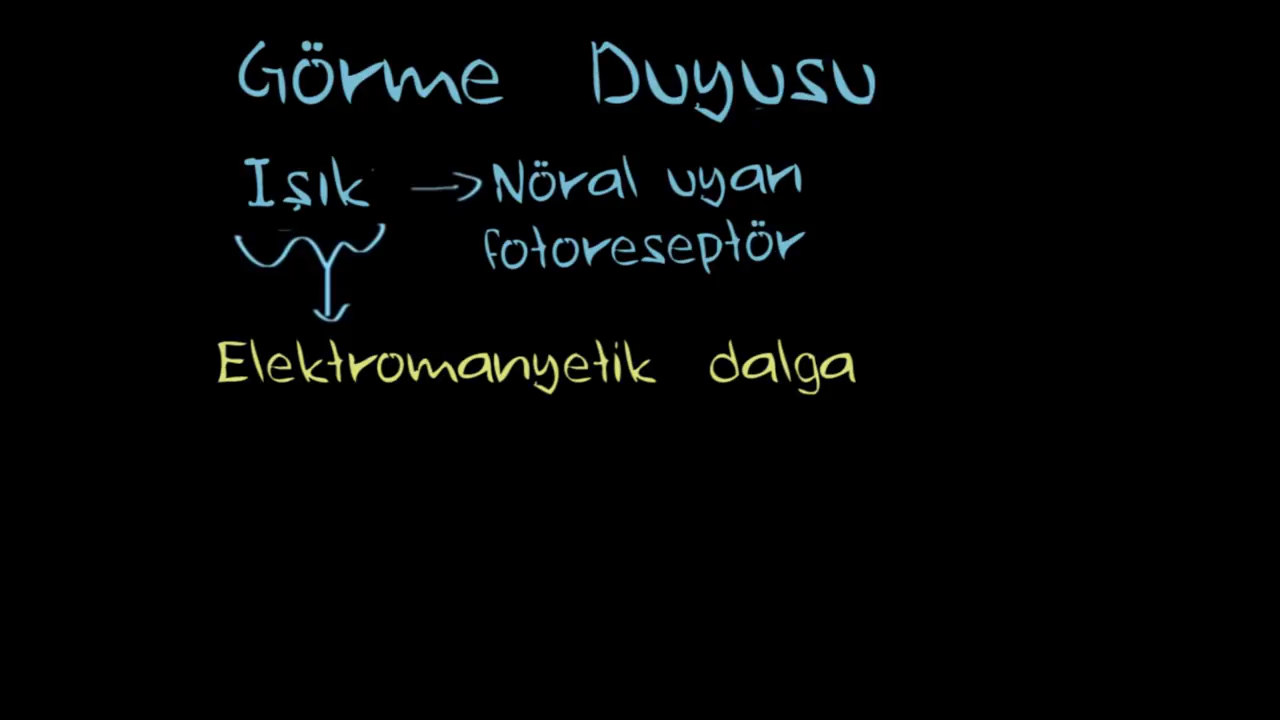 Görme Duyusu
Işık → Nöral uyarı
fotoreseptör
Elektromanyetik dalga